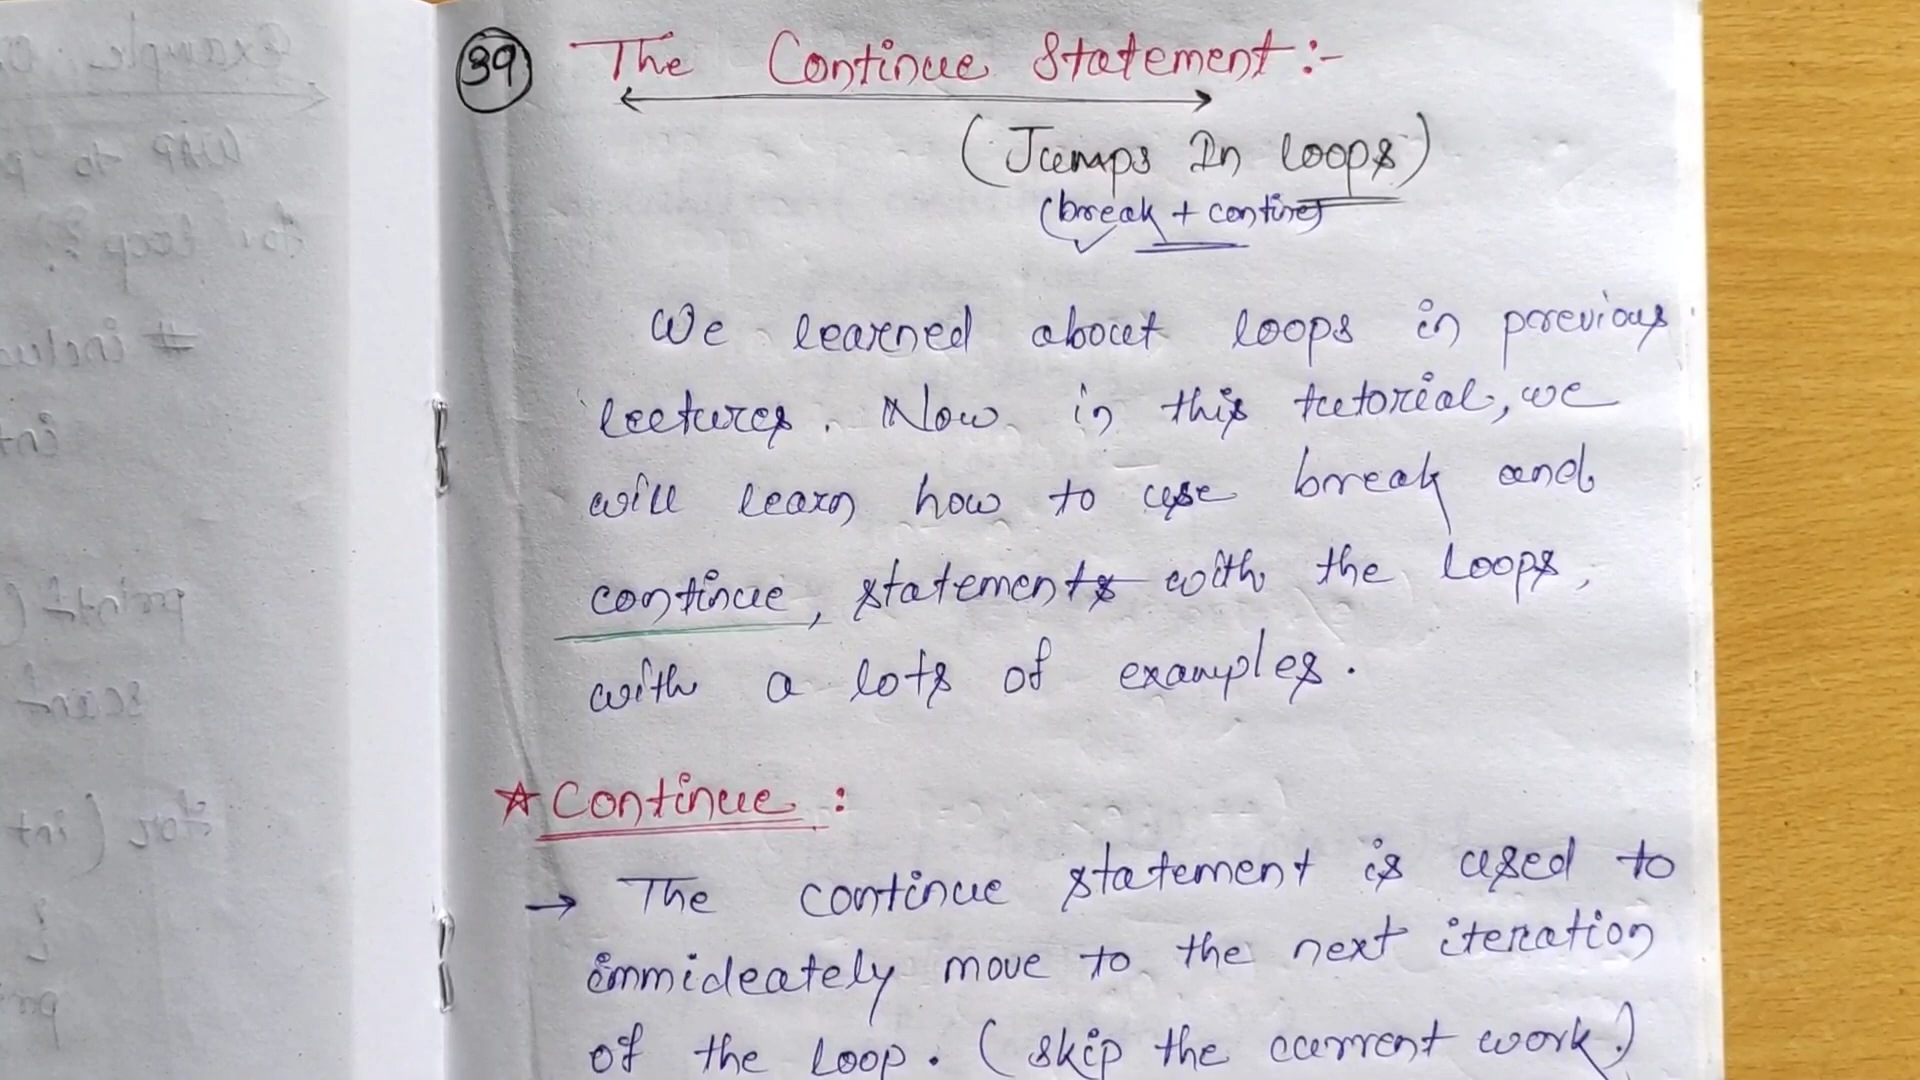 39 The Continue Statement :-
(Jumps In loops)
(break + contine)
We learned about loops in previous
lectures. Now in this tutorial, we
will learn how to use break and
continue, statements with the loops,
with a lots of examples.
☆ Continue :
→ The continue statement is used to
immideately move to the next iteration
of the loop. (skip the current work.)